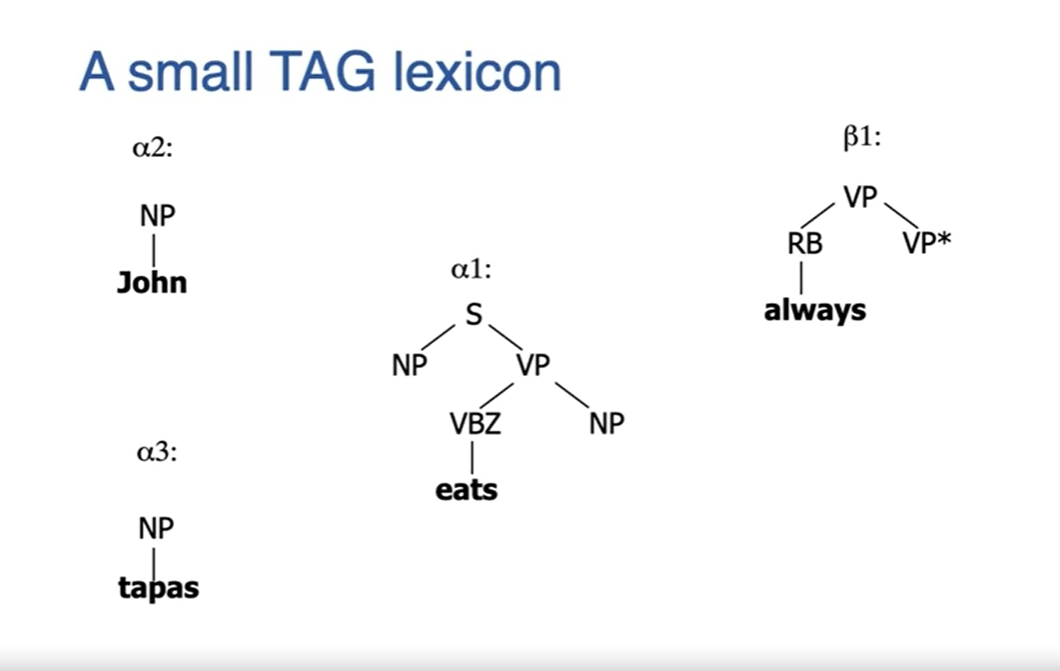 A small TAG lexicon
α2:
NP
John
α3:
NP
tapas
α1:
S
NP VP
VBZ NP
eats
β1:
VP
RB VP*
always